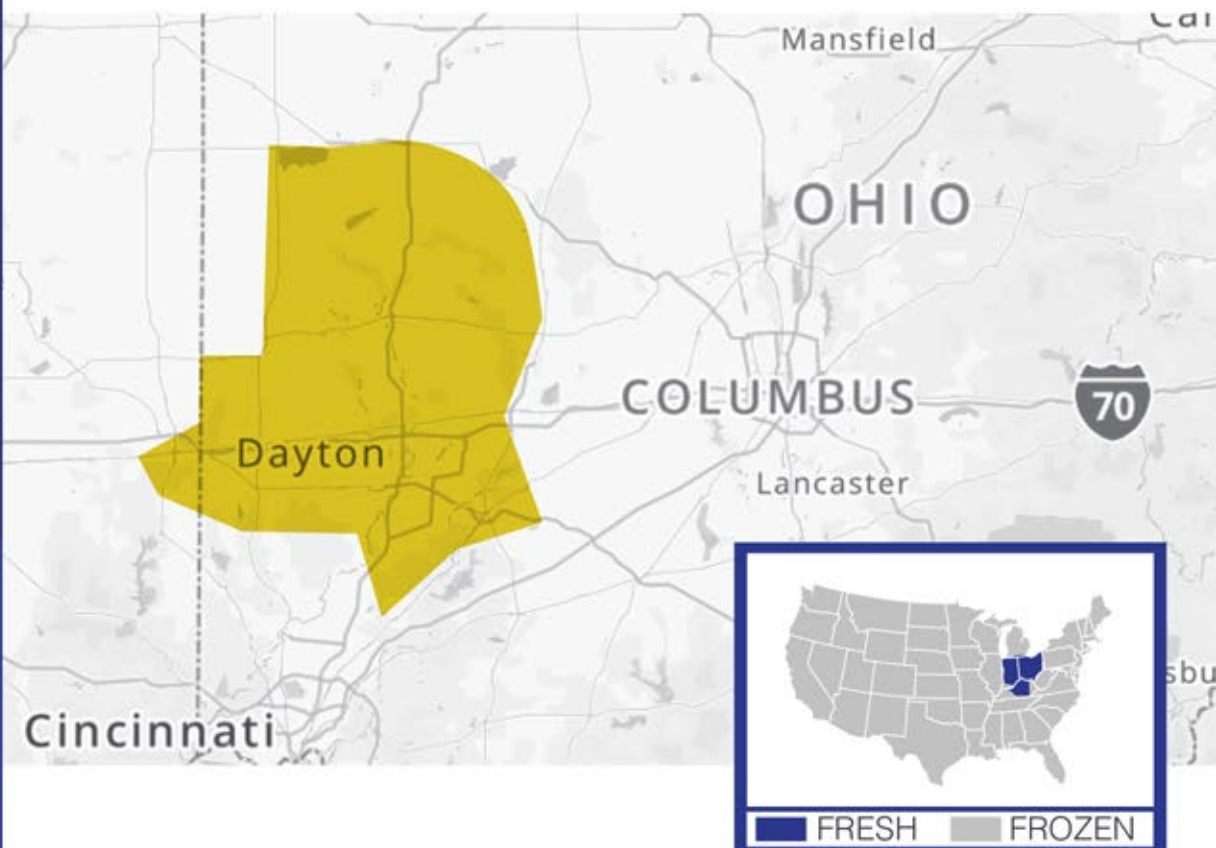 Mansfield
OHIO
COLUMBUS
70
Dayton
Lancaster
Cincinnati
FRESH FROZEN